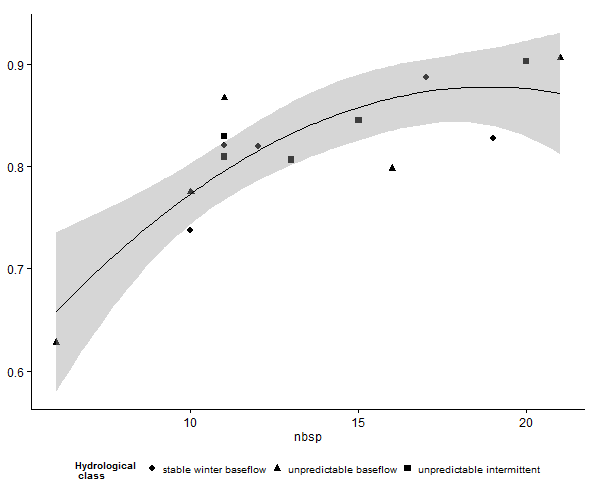 0.9
0.8
0.7
0.6
10 15 20
nbsp
Hydrological
class
stable winter baseflow unpredictable baseflow unpredictable intermittent